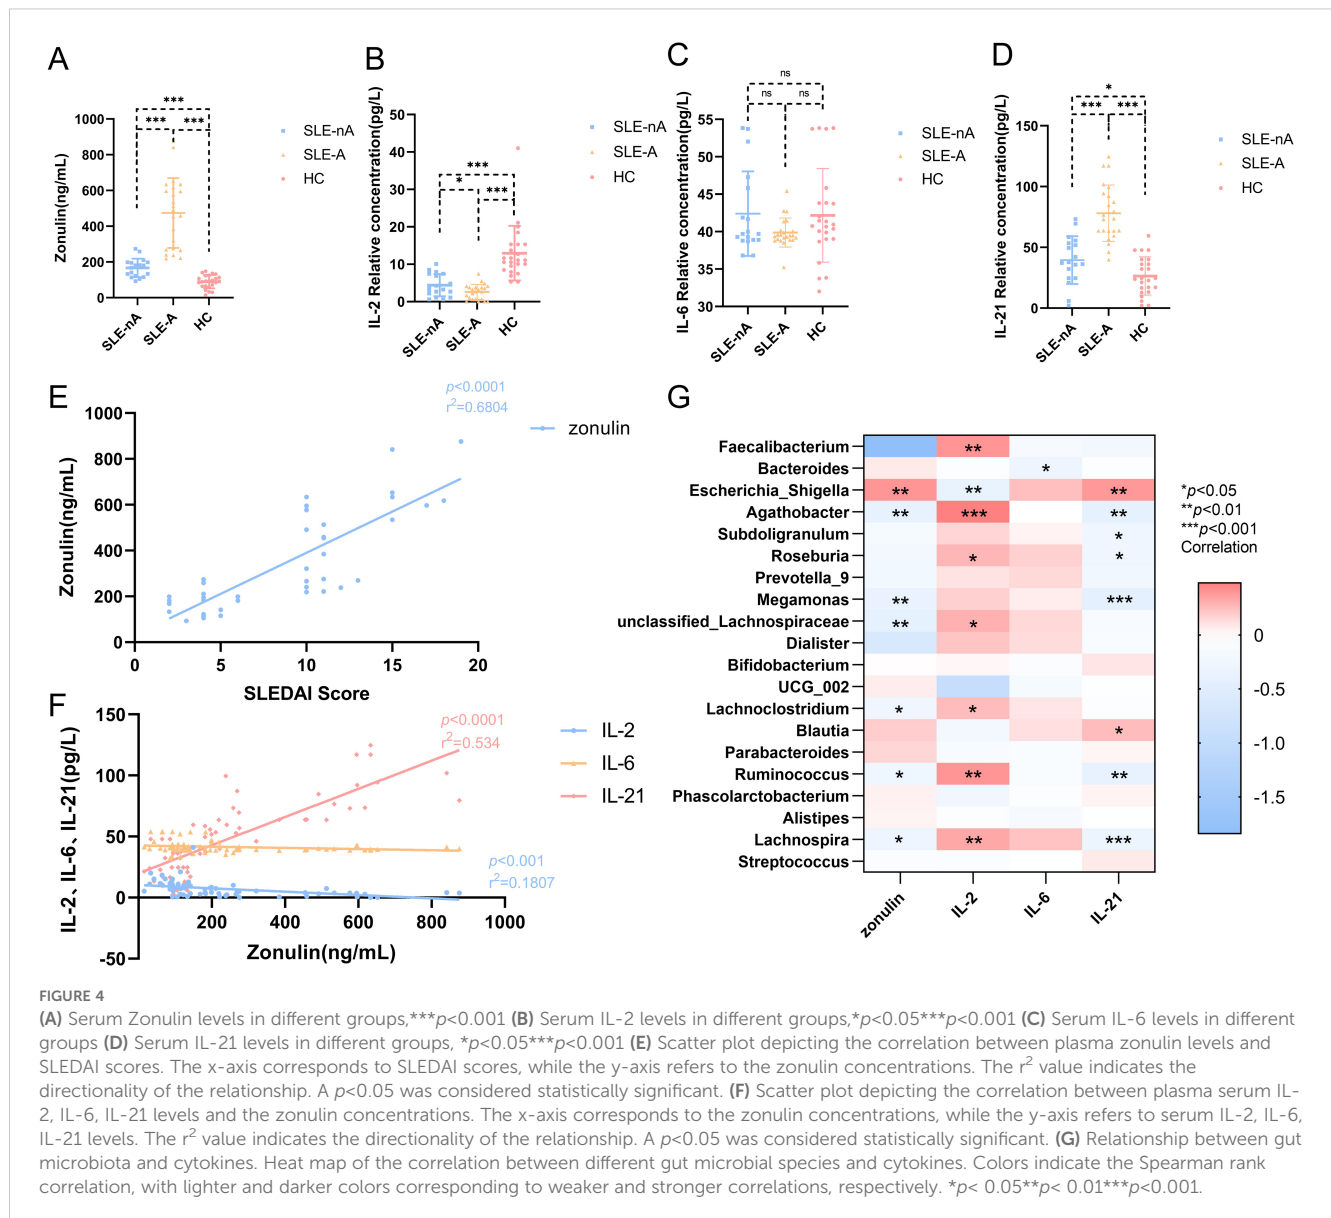 A
***
*** ***
1000
800
600
400
200
0
Zonulin(ng/mL)
SLE-nA
SLE-A
HC
SLE-nA
SLE-A
HC
B
***
* ***
50
40
30
20
10
0
IL-2 Relative concentration(pg/L)
SLE-nA
SLE-A
HC
SLE-nA
SLE-A
HC
C
ns
ns ns
55
50
45
40
35
30
IL-6 Relative concentration(pg/L)
SLE-nA
SLE-A
HC
SLE-nA
SLE-A
HC
D
*
*** ***
150
100
50
0
IL-21 Relative concentration(pg/L)
SLE-nA
SLE-A
HC
SLE-nA
SLE-A
HC
E
p<0.0001
r²=0.6804
zonulin
1000
800
600
400
200
0
Zonulin(ng/mL)
0 5 10 15 20
SLEDAI Score
F
p<0.0001
r²=0.534
p<0.001
r²=0.1807
IL-2
IL-6
IL-21
150
100
50
0
-50
IL-2、IL-6、IL-21(pg/L)
200 400 600 800 1000
Zonulin(ng/mL)
G
Faecalibacterium **
Bacteroides *
Escherichia_Shigella ** ** **
Agathobacter ** *** **
Subdoligranulum *
Roseburia * *
Prevotella_9
Megamonas ** ***
unclassified_Lachnospiraceae ** *
Dialister
Bifidobacterium
UCG_002
Lachnoclostridium * *
Blautia *
Parabacteroides
Ruminococcus * ** **
Phascolarctobacterium
Alistipes
Lachnospira * ** ***
Streptococcus
zonulin
IL-2
IL-6
IL-21
*p<0.05
**p<0.01
***p<0.001
Correlation
0
-0.5
-1.0
-1.5
FIGURE 4
(A) Serum Zonulin levels in different groups,***p<0.001 (B) Serum IL-2 levels in different groups,*p<0.05***p<0.001 (C) Serum IL-6 levels in different
groups (D) Serum IL-21 levels in different groups, *p<0.05***p<0.001 (E) Scatter plot depicting the correlation between plasma zonulin levels and
SLEDAI scores. The x-axis corresponds to SLEDAI scores, while the y-axis refers to the zonulin concentrations. The r² value indicates the
directionality of the relationship. A p<0.05 was considered statistically significant. (F) Scatter plot depicting the correlation between plasma serum IL-
2, IL-6, IL-21 levels and the zonulin concentrations. The x-axis corresponds to the zonulin concentrations, while the y-axis refers to serum IL-2, IL-6,
IL-21 levels. The r² value indicates the directionality of the relationship. A p<0.05 was considered statistically significant. (G) Relationship between gut
microbiota and cytokines. Heat map of the correlation between different gut microbial species and cytokines. Colors indicate the Spearman rank
correlation, with lighter and darker colors corresponding to weaker and stronger correlations, respectively. *p< 0.05**p< 0.01***p<0.001.